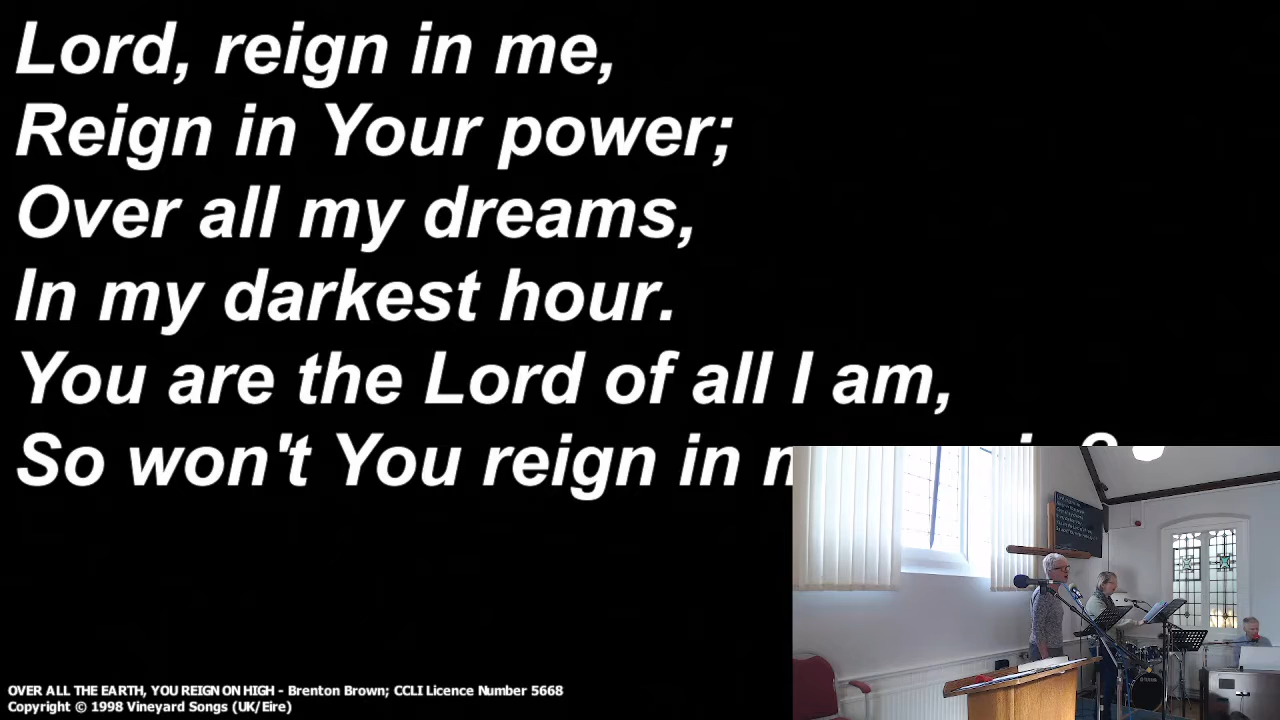 Lord, reign in me,
Reign in Your power;
Over all my dreams,
In my darkest hour.
You are the Lord of all I am,
So won't You reign in
OVER ALL THE EARTH, YOU REIGN ON HIGH - Brenton Brown; CCLI Licence Number 5668
Copyright © 1998 Vineyard Songs (UK/Eire)